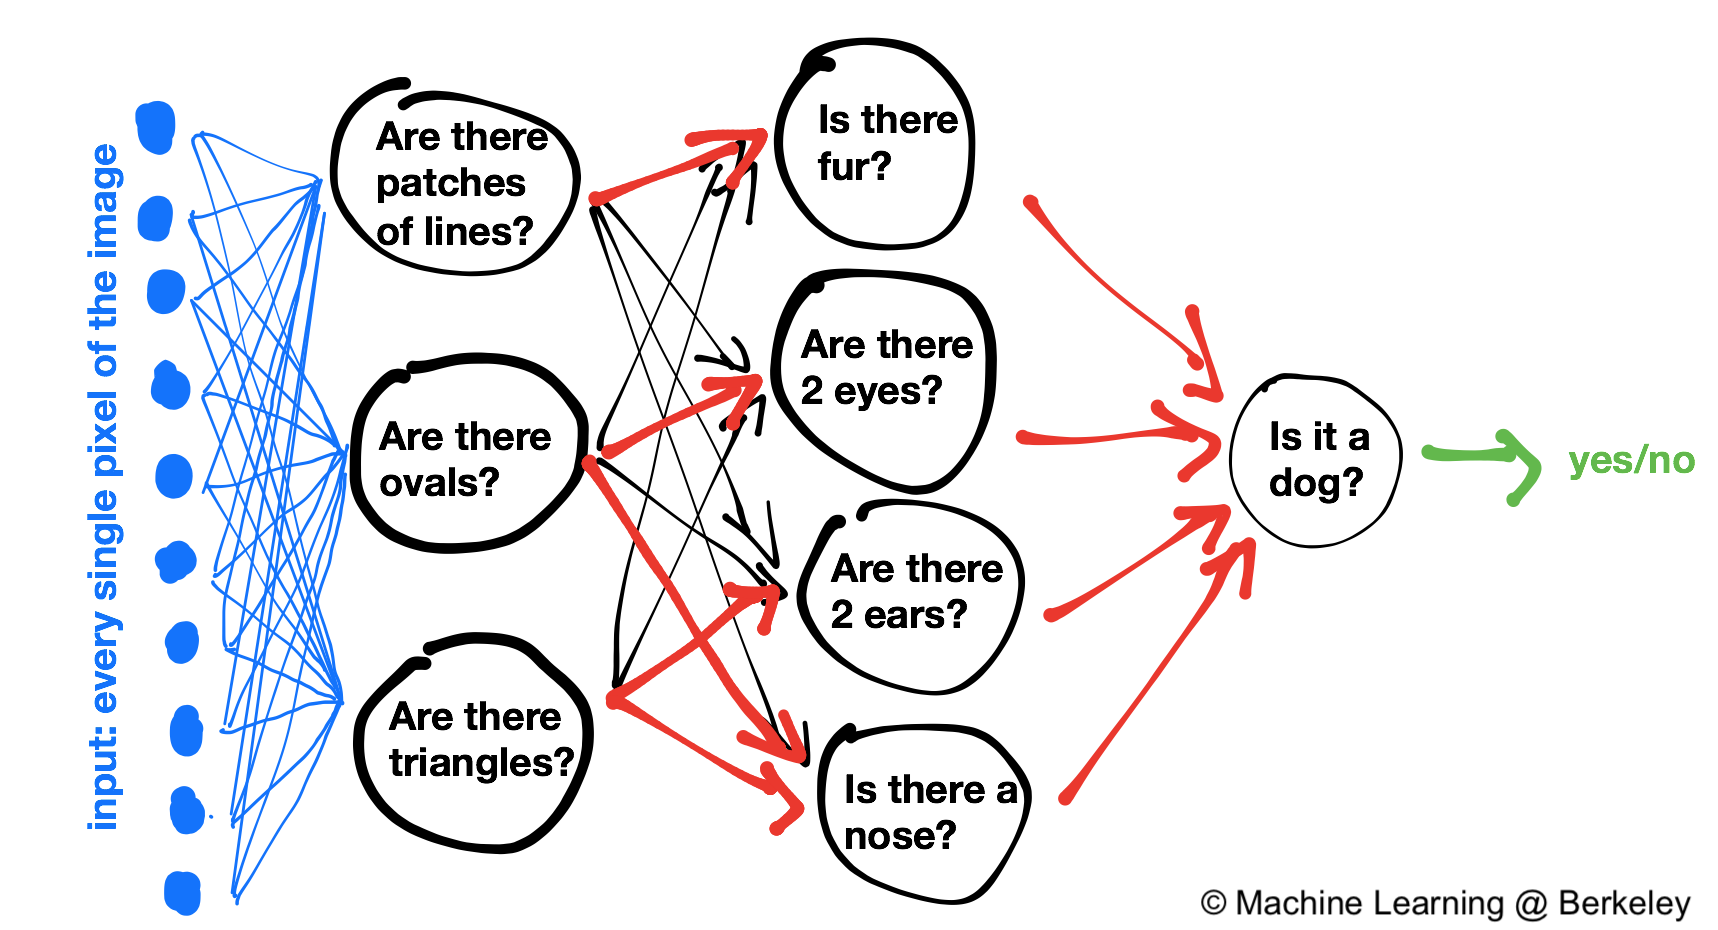 input: every single pixel of the image
Are there
patches
of lines?
Are there
ovals?
Are there
triangles?
Is there
fur?
Are there
2 eyes?
Are there
2 ears?
Is there a
nose?
Is it a
dog?
yes/no
© Machine Learning @ Berkeley